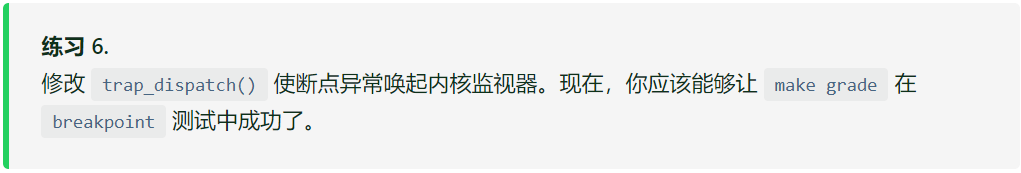 练习 6.
修改 trap_dispatch() 使断点异常唤起内核监视器。现在，你应该能够让 make grade 在
breakpoint 测试中成功了。